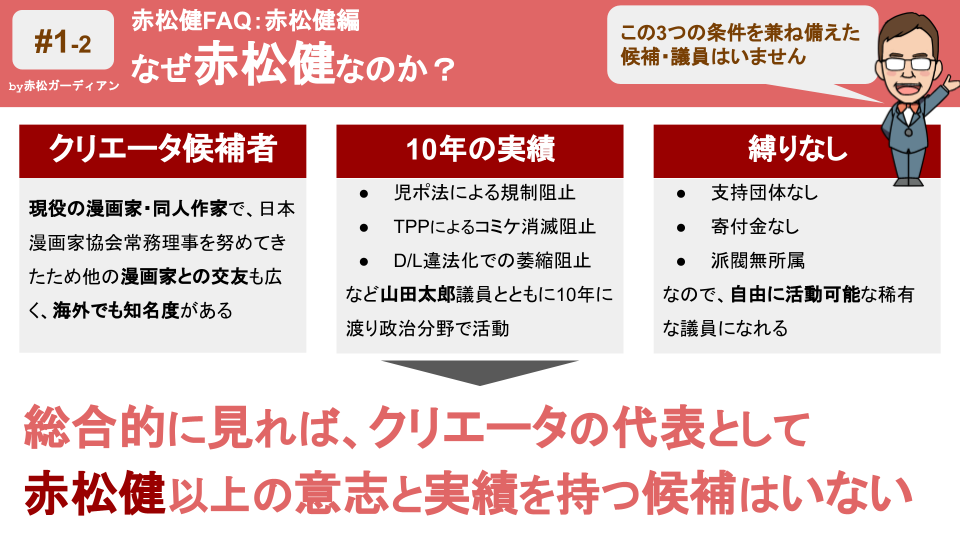 #1-2
by赤松ガーディアン
赤松健FAQ：赤松健編
なぜ赤松健なのか？
この3つの条件を兼ね備えた
候補・議員はいません
クリエータ候補者
現役の漫画家・同人作家で、日本
漫画家協会常務理事を努めてき
たため他の漫画家との交友も広
く、海外でも知名度がある
10年の実績
● 児ポ法による規制阻止
● TPPによるコミケ消滅阻止
● D/L違法化での萎縮阻止
など山田太郎議員とともに10年に
渡り政治分野で活動
縛りなし
● 支持団体なし
● 寄付金なし
● 派閥無所属
なので、自由に活動可能な稀有
な議員になれる
総合的に見れば、クリエータの代表として
赤松健以上の意志と実績を持つ候補はいない